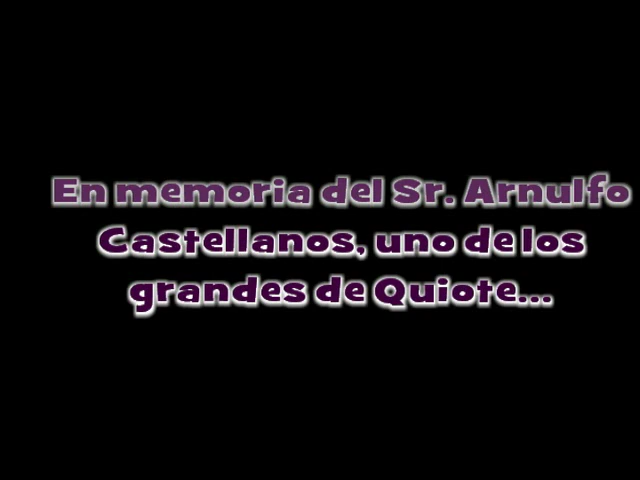 En memoria del Sr. Arnulfo
Castellanos, uno de los
grandes de Quiote...